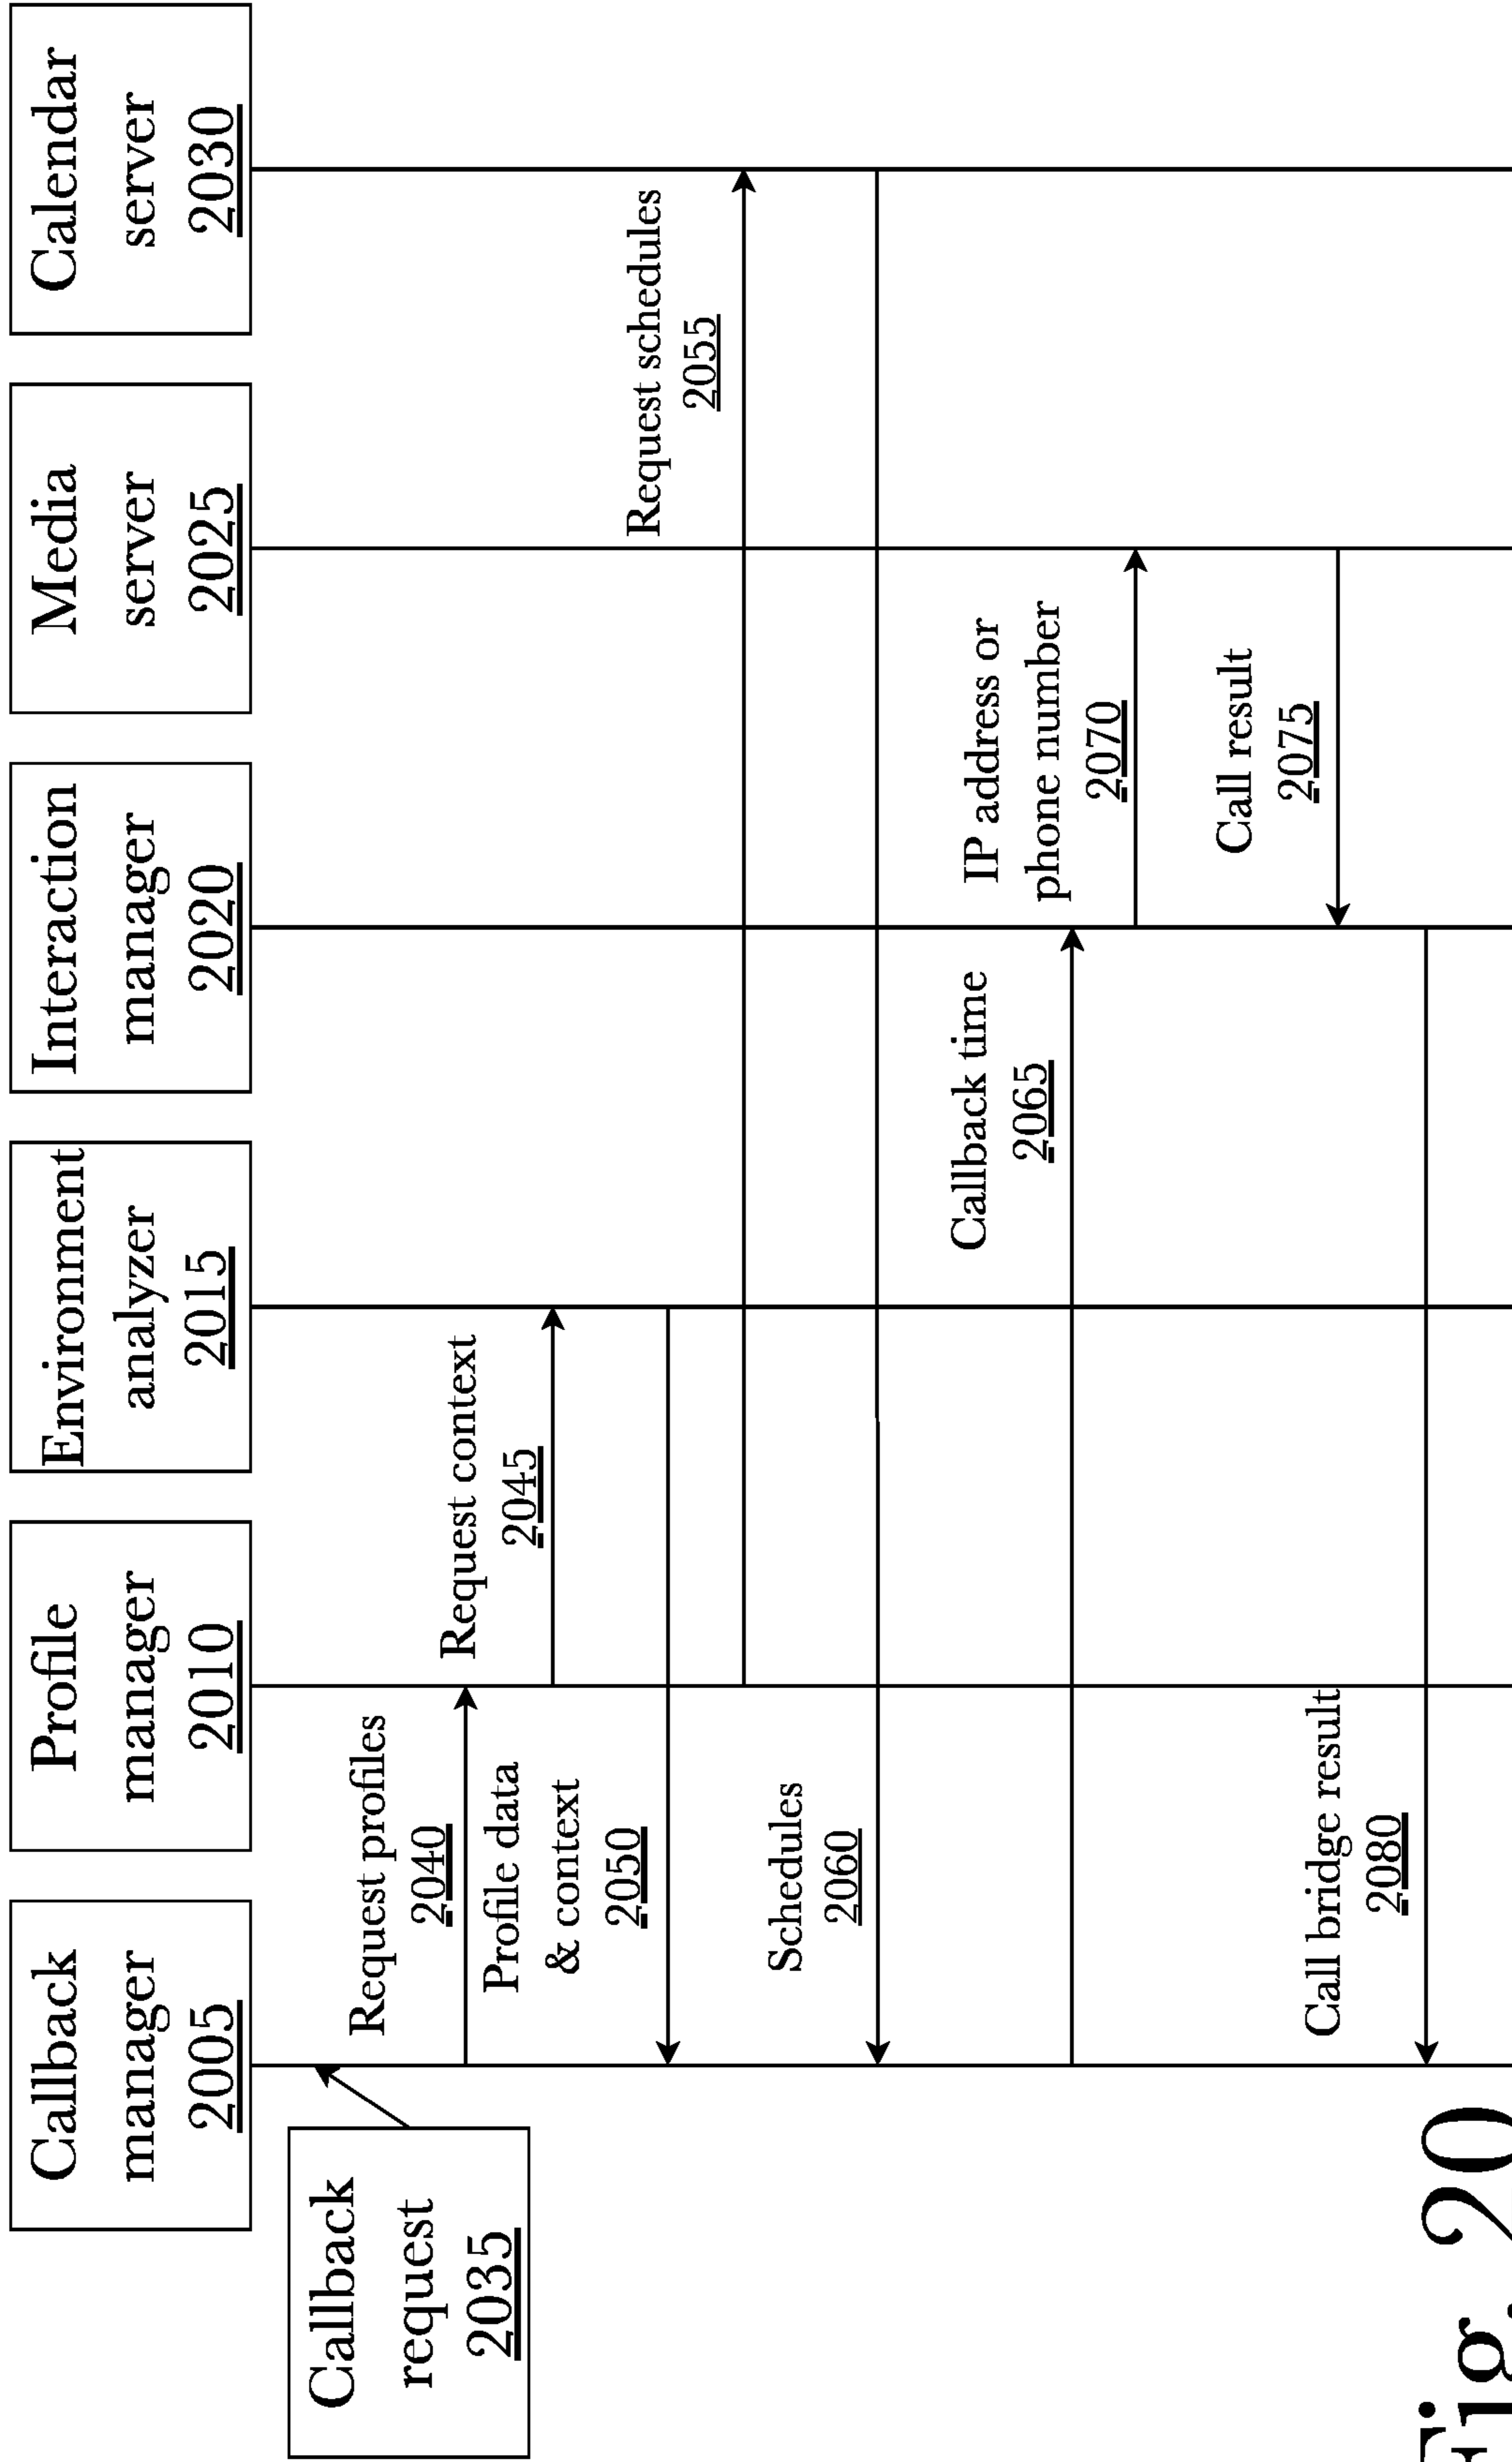 Callback
manager
2005
Profile
manager
2010
Environment
analyzer
2015
Interaction
manager
2020
Media
server
2025
Calendar
server
2030
Callback
request
2035
Request profiles
2040
Request context
2045
Profile data
& context
2050
Request schedules
2055
Schedules
2060
Callback time
2065
IP address or
phone number
2070
Call result
2075
Call bridge result
2080
Fig. 20